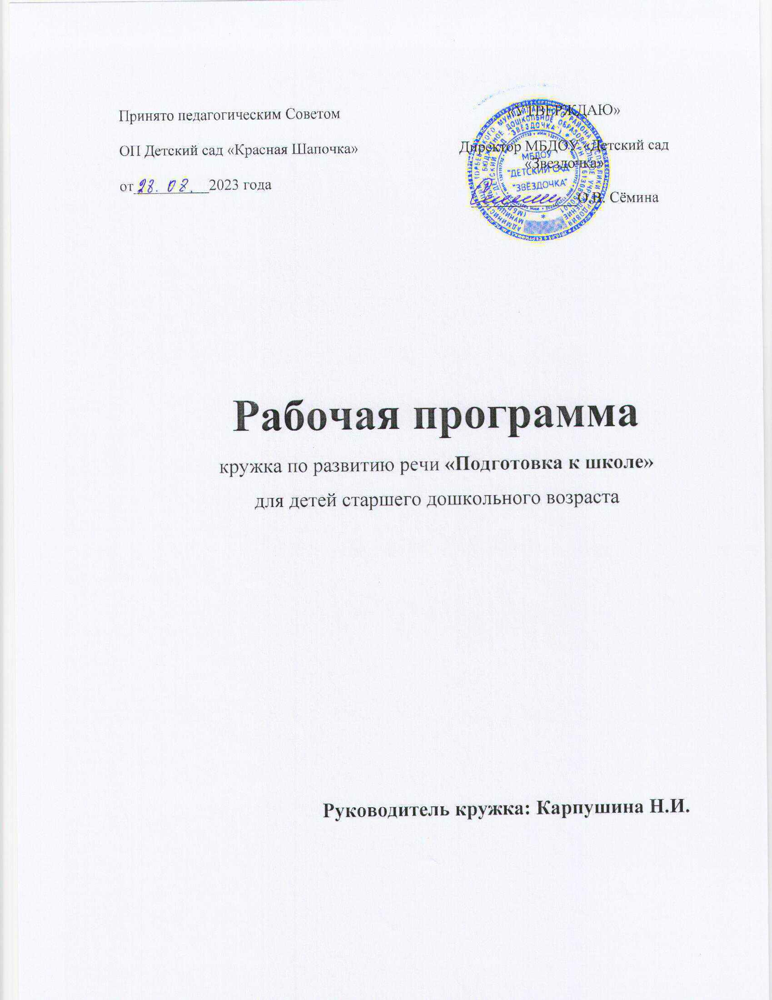 Принято педагогическим Советом
ОП Детский сад «Красная Шапочка»
от 28. 08. 2023 года
«УТВЕРЖДАЮ»
Директор МБДОУ «Детский сад
«Звездочка»
О.В. Сёмина
МБДОУ
"ДЕТСКИЙ САД
"ЗВЁЗДОЧКА"
Рабочая программа
кружка по развитию речи «Подготовка к школе»
для детей старшего дошкольного возраста
Руководитель кружка: Карпушина Н.И.